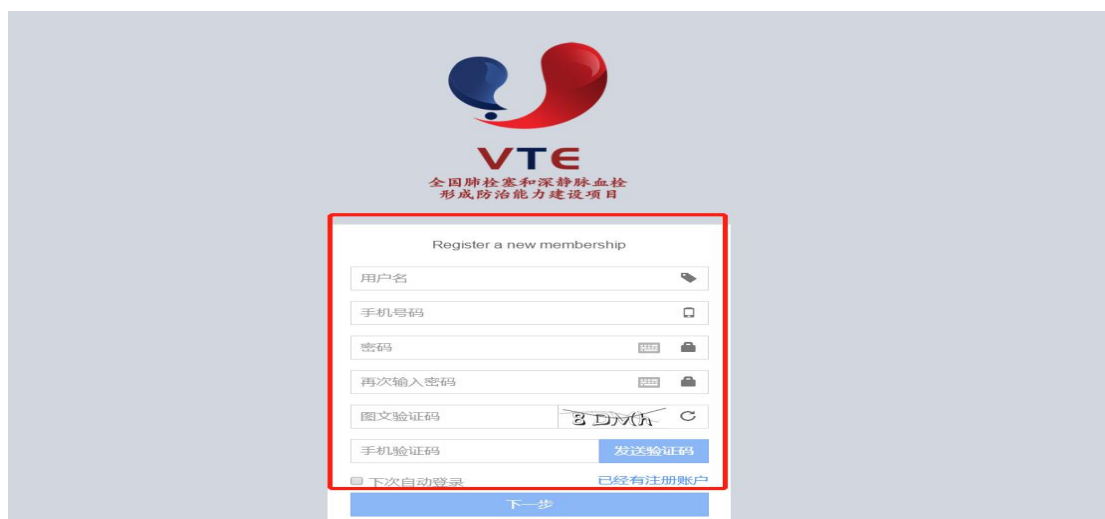 VTE
全国肺栓塞和深静脉血栓
形成防治能力建设项目
Register a new membership
用户名
手机号码
密码
再次输入密码
图文验证码
手机验证码 发送验证码
下次自动登录 已经有注册账户
下一步